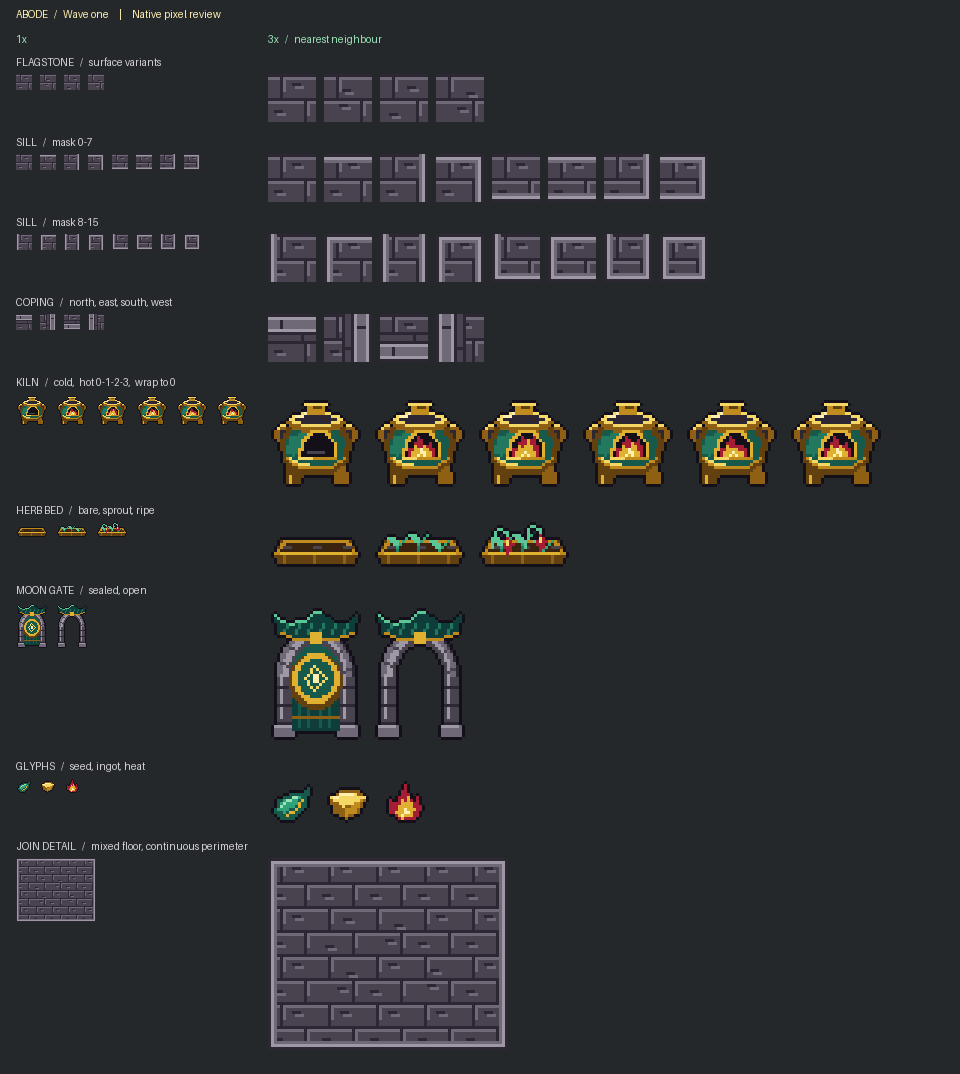 ABODE / Wave one | Native pixel review
1x 3x / nearest neighbour
FLAGSTONE / surface variants
SILL / mask 0-7
SILL / mask 8-15
COPING / north, east, south, west
KILN / cold, hot 0-1-2-3, wrap to 0
HERB BED / bare, sprout, ripe
MOON GATE / sealed, open
GLYPHS / seed, ingot, heat
JOIN DETAIL / mixed floor, continuous perimeter